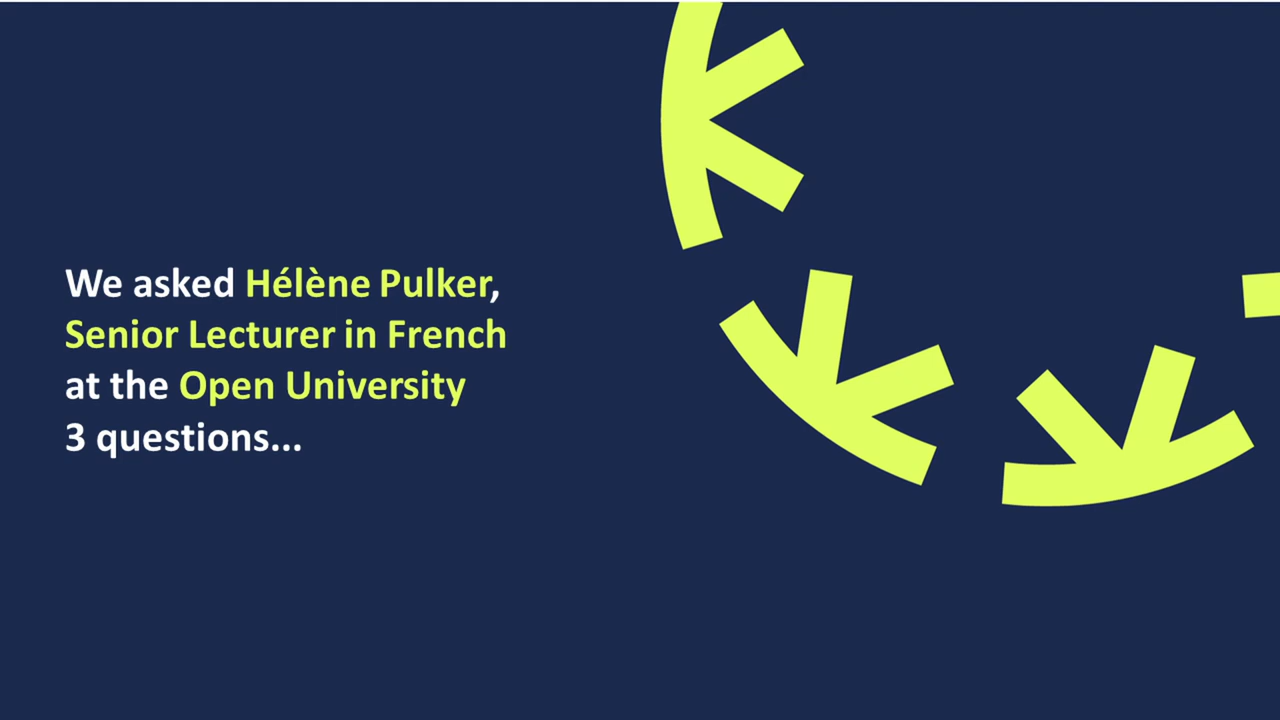 We asked Hélène Pulker,
Senior Lecturer in French
at the Open University
3 questions...